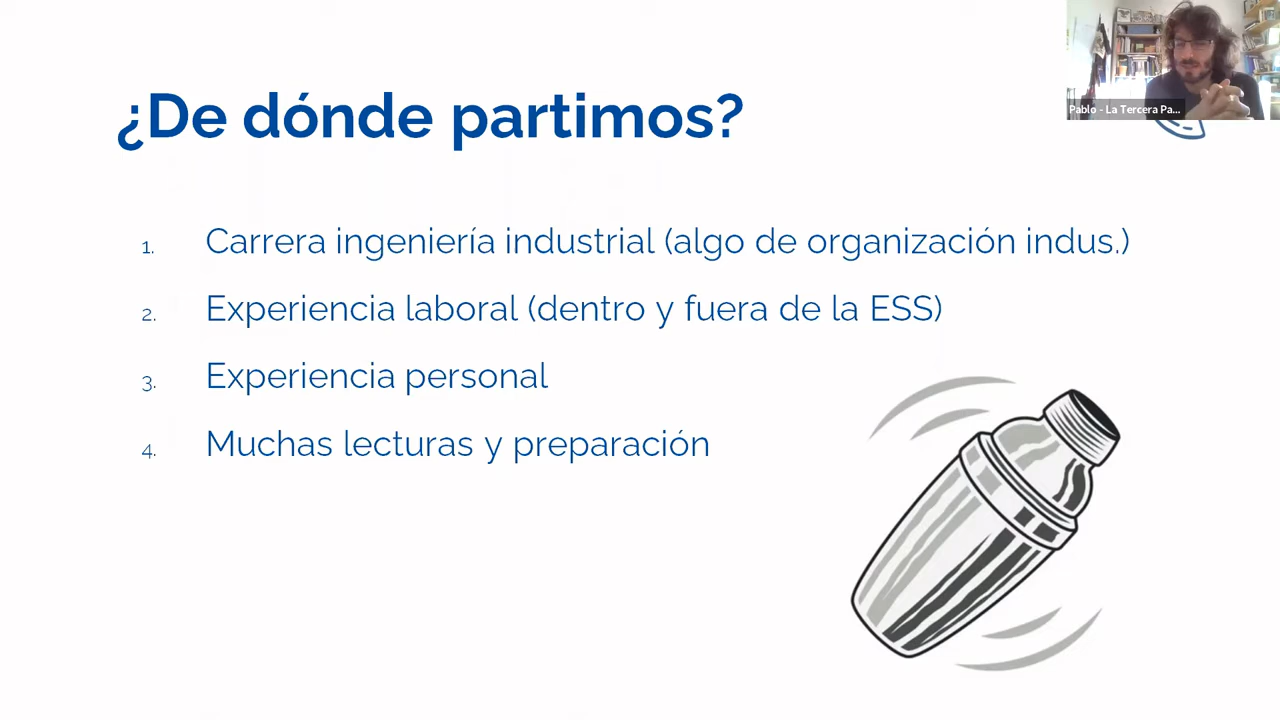 ¿De dónde partimos?
Pablo - La Tercera Pa...
1. Carrera ingeniería industrial (algo de organización indus.)
2. Experiencia laboral (dentro y fuera de la ESS)
3. Experiencia personal
4. Muchas lecturas y preparación